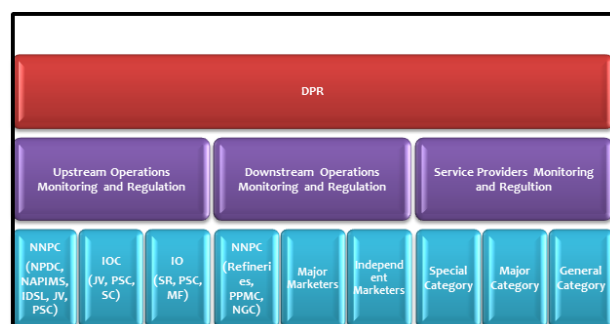 DPR
Upstream Operations
Monitoring and Regulation
Downstream Operations
Monitoring and Regulation
Service Providers Monitoring
and Regultion
NNPC
(NPDC,
NAPIMS,
IDSL, JV,
PSC)
IOC
(JV, PSC,
SC)
IO
(SR, PSC,
MF)
NNPC
(Refineri
es,
PPMC,
NGC)
Major
Marketers
Independ
ent
Marketers
Special
Category
Major
Category
General
Category